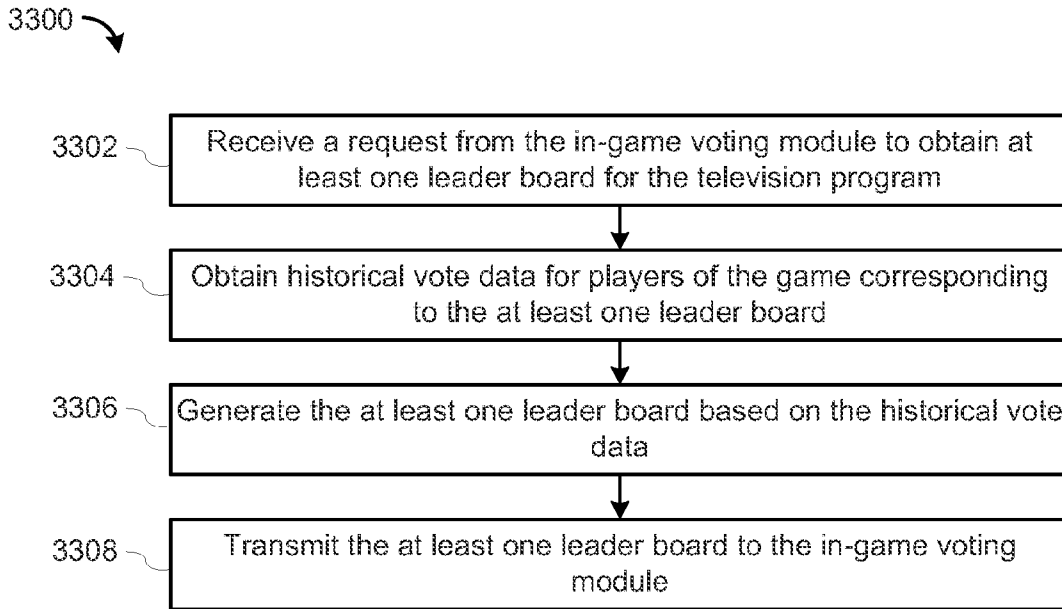 3300
3302
Receive a request from the in-game voting module to obtain at
least one leader board for the television program
3304
Obtain historical vote data for players of the game corresponding
to the at least one leader board
3306
Generate the at least one leader board based on the historical vote
data
3308
Transmit the at least one leader board to the in-game voting
module